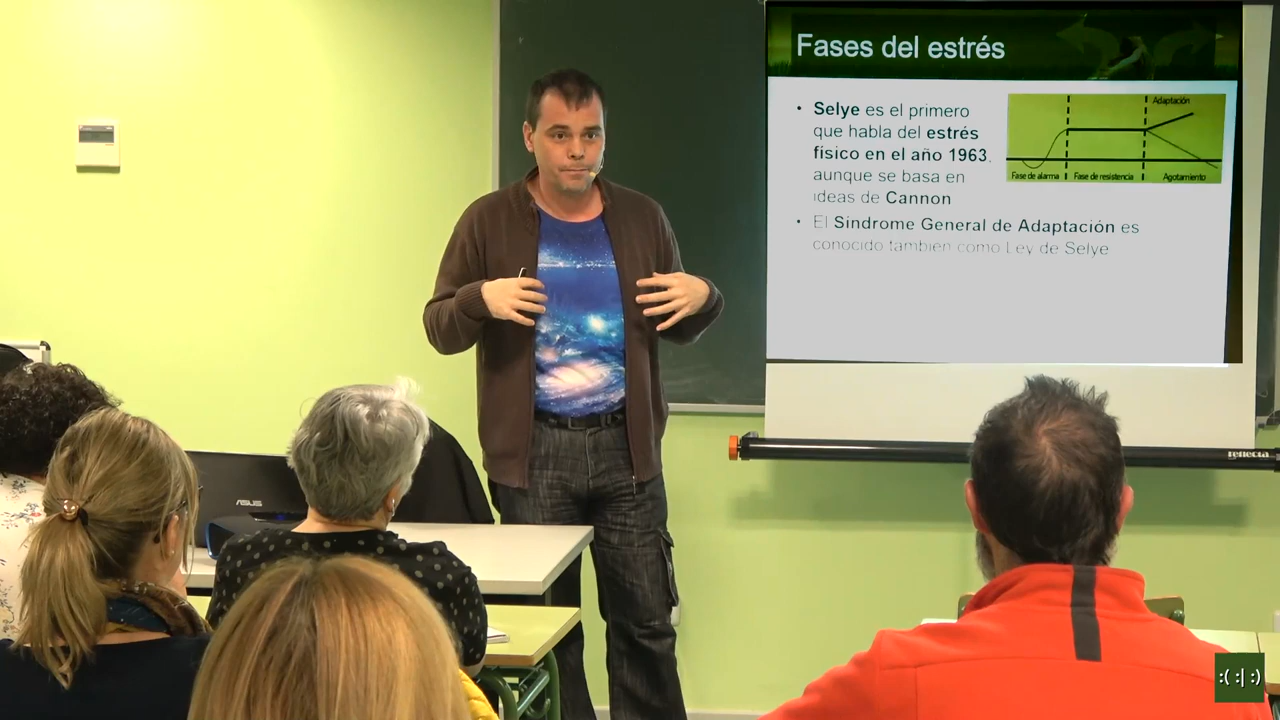 Fases del estrés
• Selye es el primero
que habla del estrés
físico en el año 1963,
aunque se basa en
ideas de Cannon
• El Síndrome General de Adaptación es
conocido también como Ley de Selye
Adaptación
Fase de alarma Fase de resistencia Agotamiento
reflecta
ASUS
:( :| :)